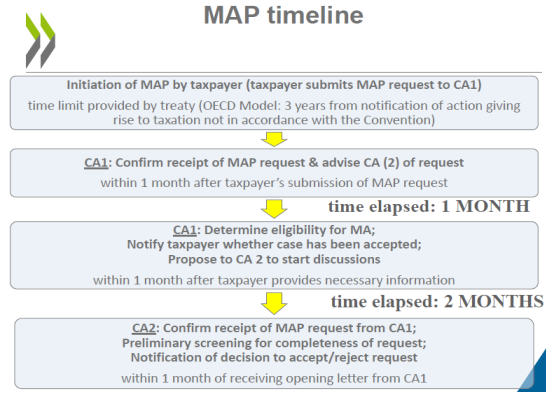 MAP timeline
Initiation of MAP by taxpayer (taxpayer submits MAP request to CA1)
time limit provided by treaty (OECD Model: 3 years from notification of action giving
rise to taxation not in accordance with the Convention)
CA1: Confirm receipt of MAP request & advise CA (2) of request
within 1 month after taxpayer's submission of MAP request
time elapsed: 1 MONTH
CA1: Determine eligibility for MA;
Notify taxpayer whether case has been accepted;
Propose to CA 2 to start discussions
within 1 month after taxpayer provides necessary information
time elapsed: 2 MONTHS
CA2: Confirm receipt of MAP request from CA1;
Preliminary screening for completeness of request;
Notification of decision to accept/reject request
within 1 month of receiving opening letter from CA1